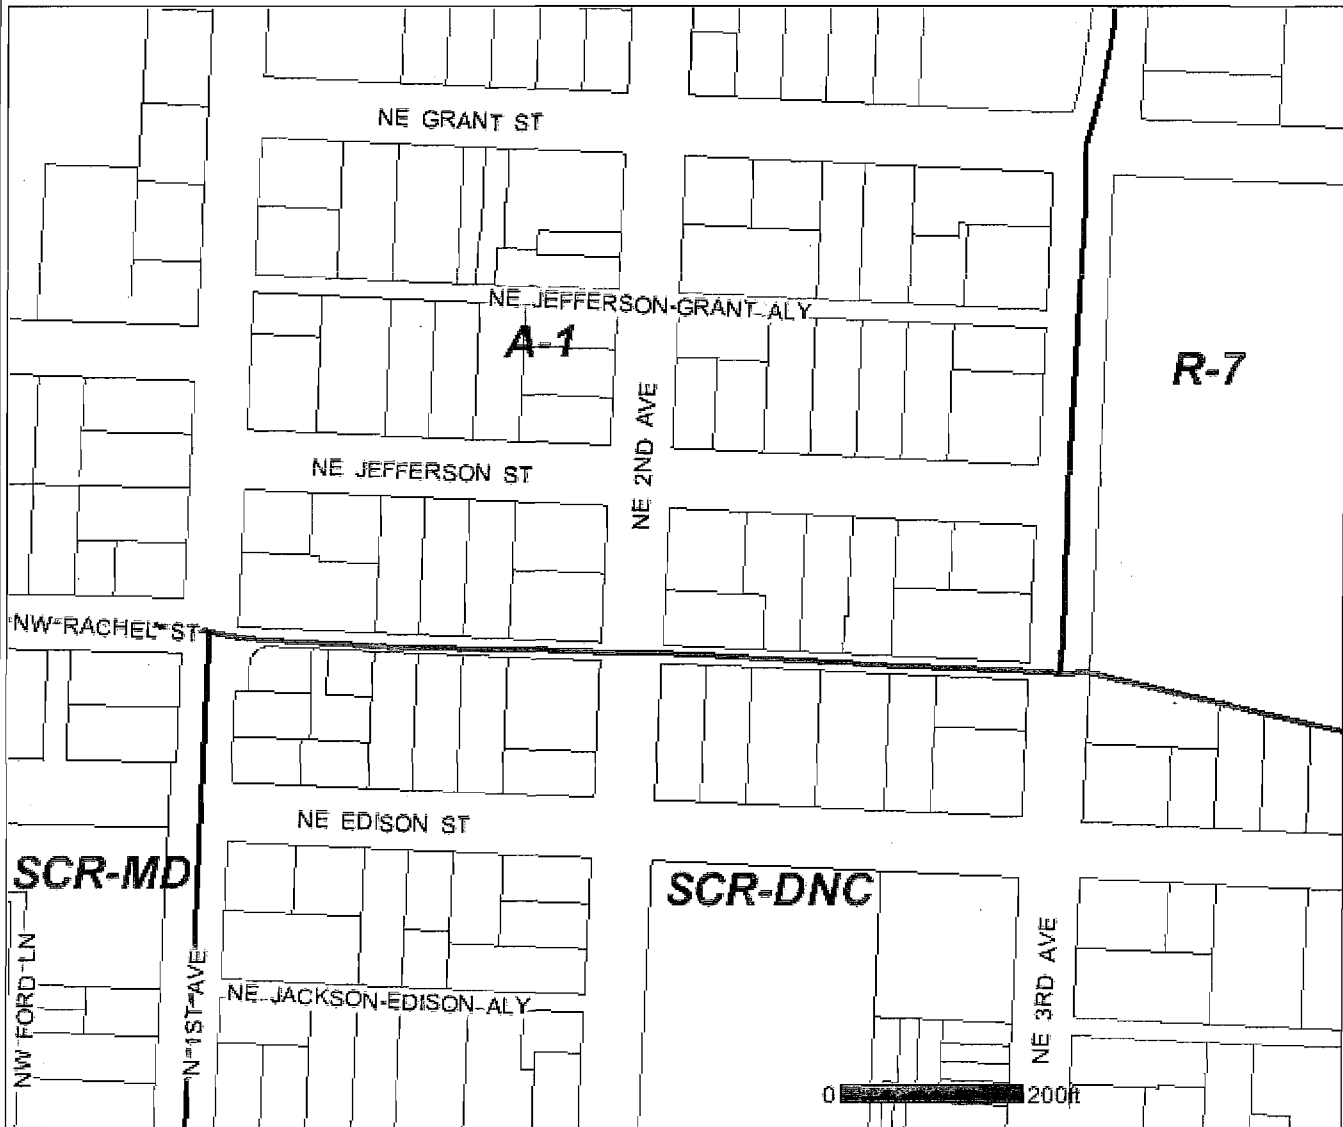 NE GRANT ST
NE JEFFERSON-GRANT ALY
A-1
R-7
NE 2ND AVE
NE JEFFERSON ST
NW RACHEL ST
NE EDISON ST
SCR-MD
SCR-DNC
NW FORD LN
N 1ST AVE
NE JACKSON-EDISON ALY
NE 3RD AVE
0 200ft